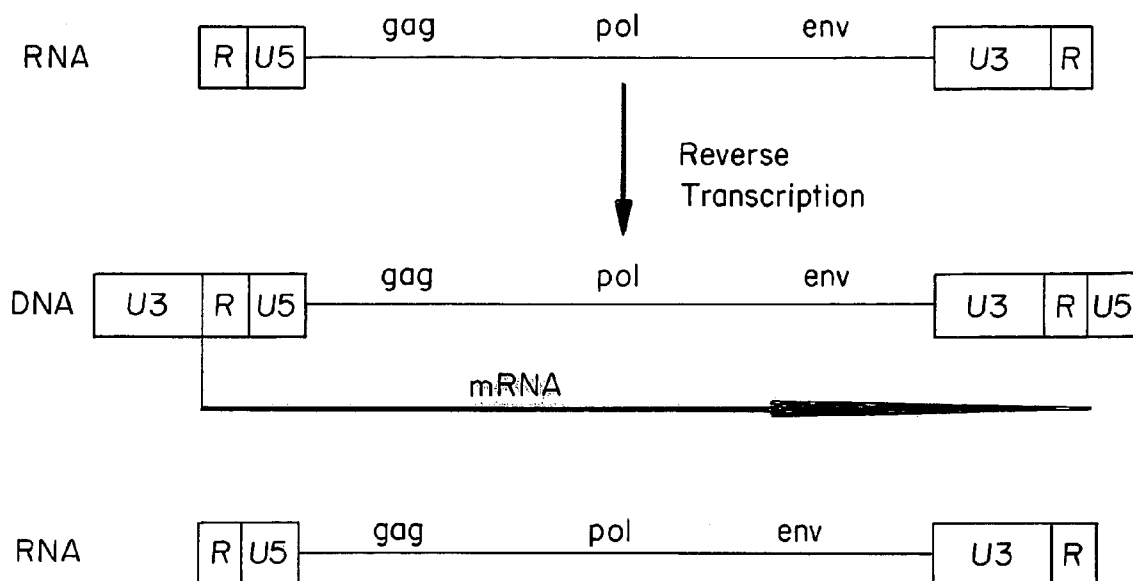 gag pol env
RNA R U5 U3 R
Reverse
Transcription
gag pol env
DNA U3 R U5 U3 R U5
mRNA
gag pol env
RNA R U5 U3 R